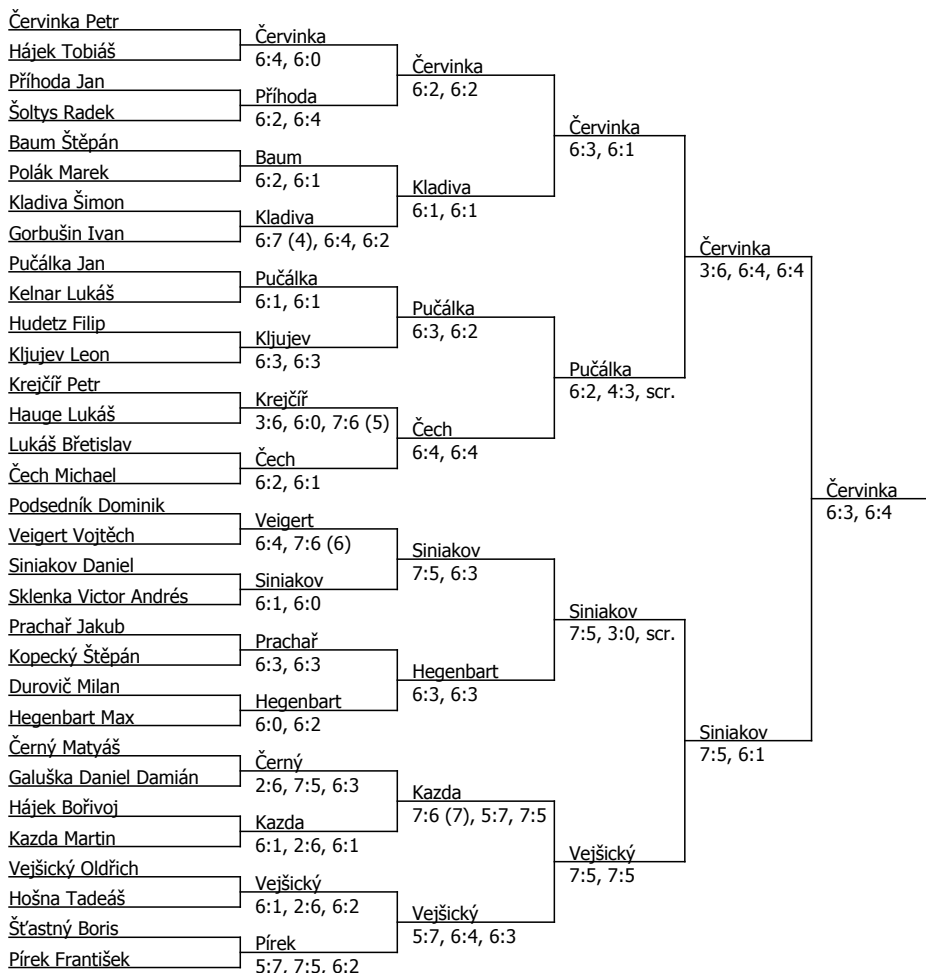 Červinka Petr
Hájek Tobiáš
Příhoda Jan
Šoltys Radek
Baum Štěpán
Polák Marek
Kladiva Šimon
Gorbušin Ivan
Pučálka Jan
Kelnar Lukáš
Hudetz Filip
Kljujev Leon
Krejčíř Petr
Hauge Lukáš
Lukáš Břetislav
Čech Michael
Podsedník Dominik
Veigert Vojtěch
Siniakov Daniel
Sklenka Victor Andrés
Prachař Jakub
Kopecký Štěpán
Durovič Milan
Hegenbart Max
Černý Matyáš
Galuška Daniel Damián
Hájek Bořivoj
Kazda Martin
Vejšický Oldřich
Hošna Tadeáš
Šťastný Boris
Pírek František
Červinka
6:4, 6:0
Příhoda
6:2, 6:4
Baum
6:2, 6:1
Kladiva
6:7 (4), 6:4, 6:2
Pučálka
6:1, 6:1
Kljujev
6:3, 6:3
Krejčíř
3:6, 6:0, 7:6 (5)
Čech
6:2, 6:1
Veigert
6:4, 7:6 (6)
Siniakov
6:1, 6:0
Prachař
6:3, 6:3
Hegenbart
6:0, 6:2
Černý
2:6, 7:5, 6:3
Kazda
6:1, 2:6, 6:1
Vejšický
6:1, 2:6, 6:2
Pírek
5:7, 7:5, 6:2
Červinka
6:2, 6:2
Kladiva
6:1, 6:1
Pučálka
6:3, 6:2
Čech
6:4, 6:4
Siniakov
7:5, 6:3
Hegenbart
6:3, 6:3
Kazda
7:6 (7), 5:7, 7:5
Vejšický
5:7, 6:4, 6:3
Červinka
6:3, 6:1
Pučálka
6:2, 4:3, scr.
Siniakov
7:5, 3:0, scr.
Vejšický
7:5, 7:5
Červinka
3:6, 6:4, 6:4
Siniakov
7:5, 6:1
Červinka
6:3, 6:4